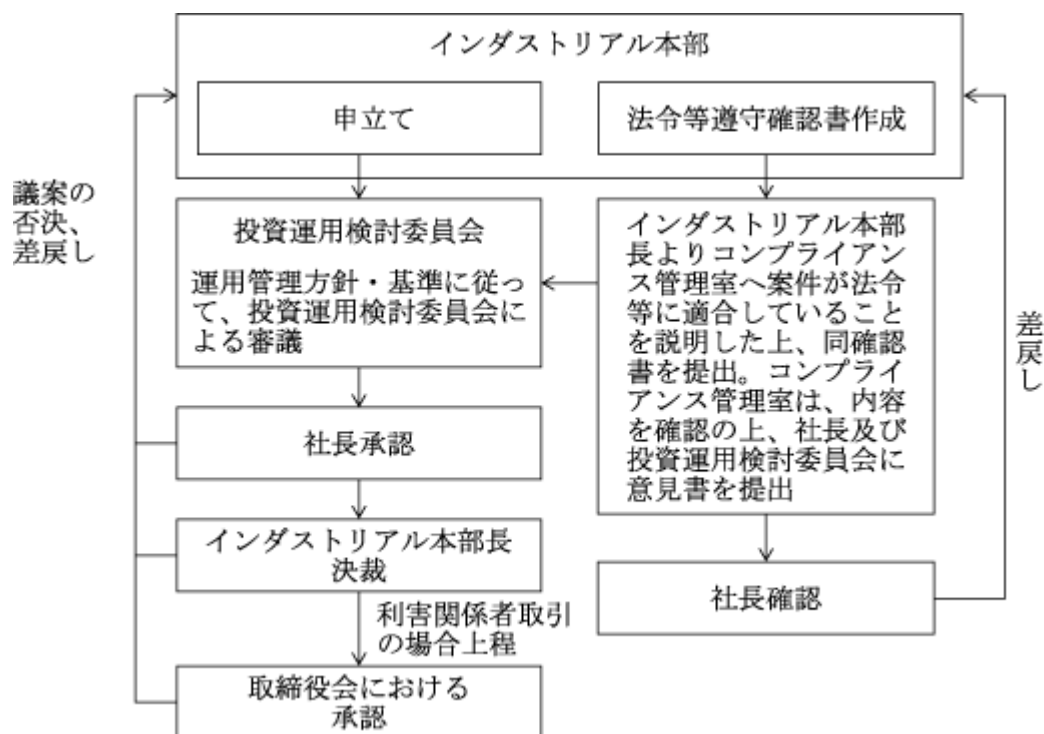 インダストリアル本部
申立て
法令等遵守確認書作成
議案の
否決、
差戻し
投資運用検討委員会
運用管理方針・基準に従っ
て、投資運用検討委員会に
よる審議
インダストリアル本部
長よりコンプライアン
ス管理室へ案件が法令
等に適合していること
を説明した上、同確認
書を提出。コンプライ
アンス管理室は、内容
を確認の上、社長及び
投資運用検討委員会に
意見書を提出
差戻し
社長承認
インダストリアル本部長
決裁
社長確認
利害関係者取引
の場合上程
取締役会における
承認